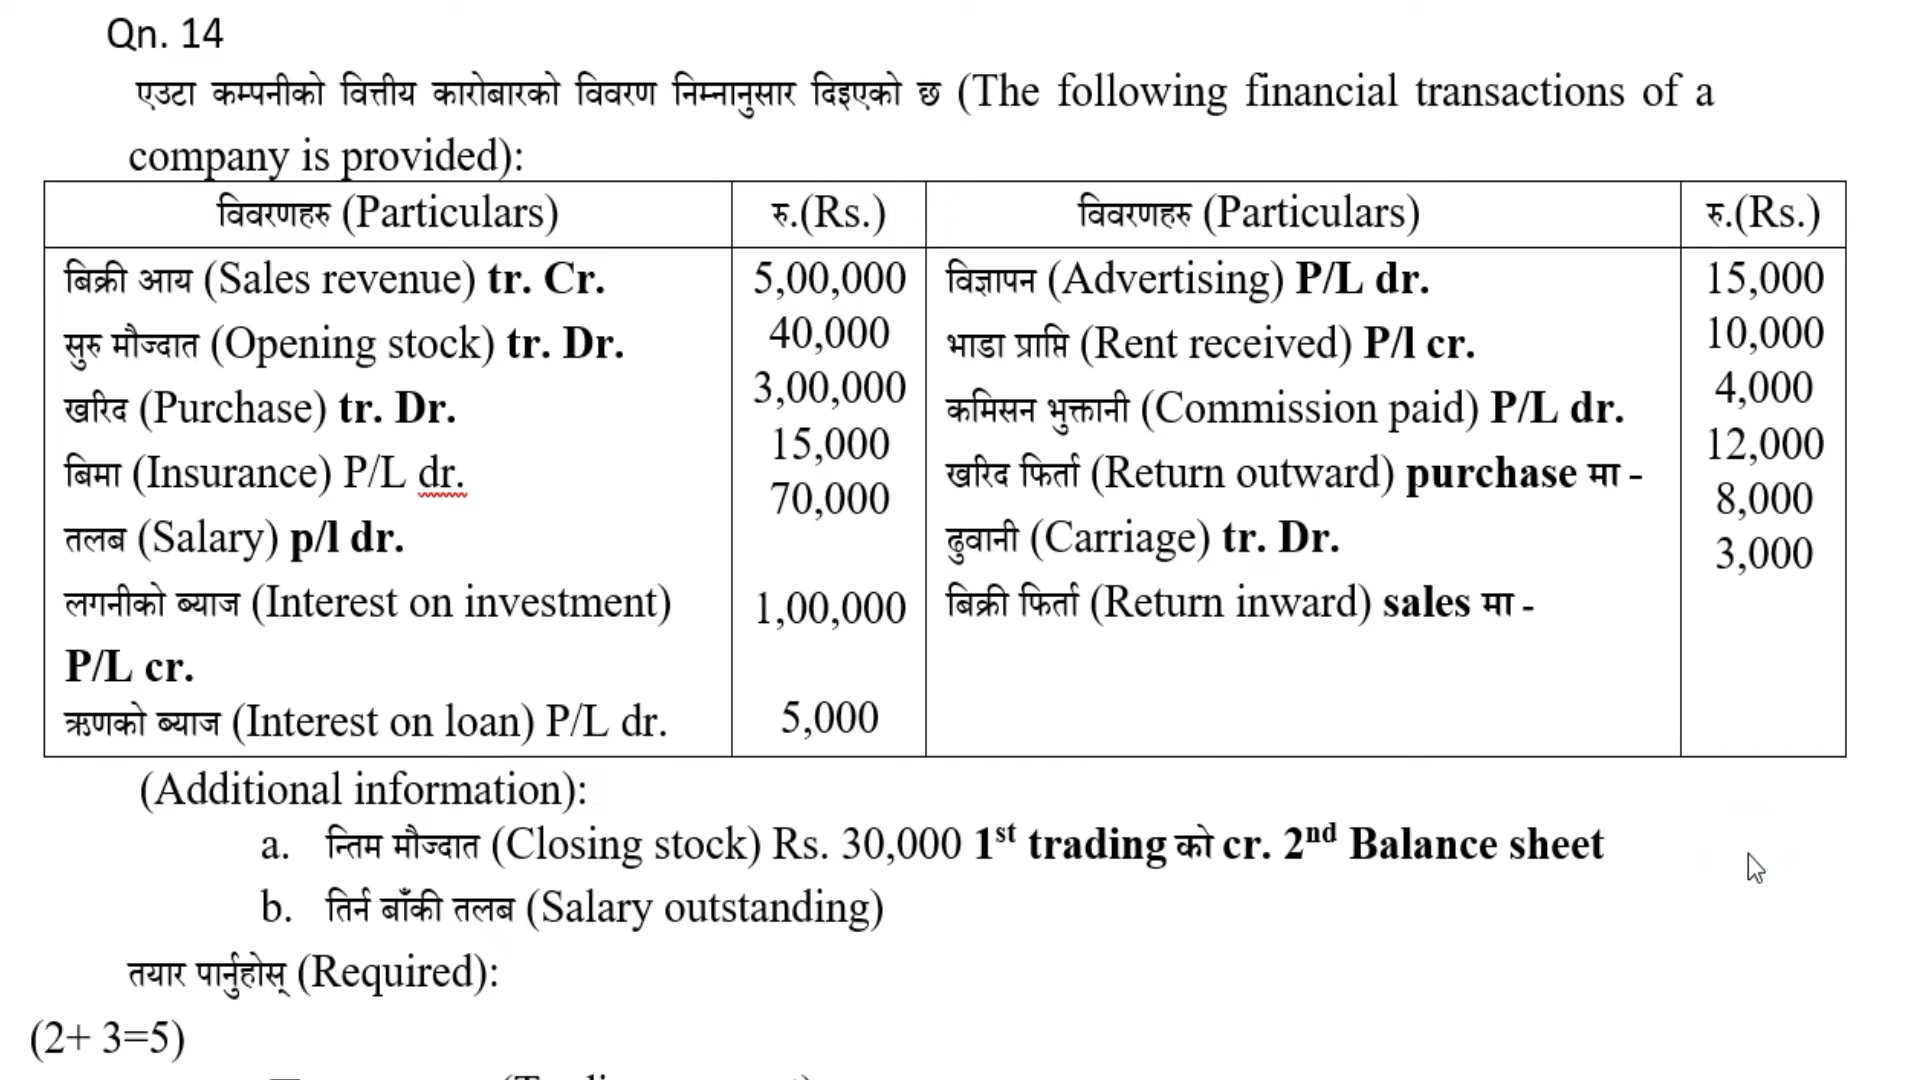 Qn. 14
एउटा कम्पनीको वित्तीय कारोबारको विवरण निम्नानुसार दिइएको छ (The following financial transactions of a
company is provided):
विवरणहरु (Particulars) रु.(Rs.) विवरणहरु (Particulars) रु.(Rs.)
बिक्री आय (Sales revenue) tr. Cr. 5,00,000 विज्ञापन (Advertising) P/L dr. 15,000
सुरु मौज्दात (Opening stock) tr. Dr. 40,000 भाडा प्राप्ति (Rent received) P/l cr. 10,000
खरिद (Purchase) tr. Dr. 3,00,000 कमिसन भुक्तानी (Commission paid) P/L dr. 4,000
बिमा (Insurance) P/L dr. 15,000 खरिद फिर्ता (Return outward) purchase मा - 12,000
तलब (Salary) p/l dr. 70,000 ढुवानी (Carriage) tr. Dr. 8,000
लगनीको ब्याज (Interest on investment) 1,00,000 बिक्री फिर्ता (Return inward) sales मा - 3,000
P/L cr.
ऋणको ब्याज (Interest on loan) P/L dr. 5,000
(Additional information):
a. न्तिम मौज्दात (Closing stock) Rs. 30,000 1st trading को cr. 2nd Balance sheet
b. तिर्न बाँकी तलब (Salary outstanding)
तयार पार्नुहोस् (Required):
(2+ 3=5)